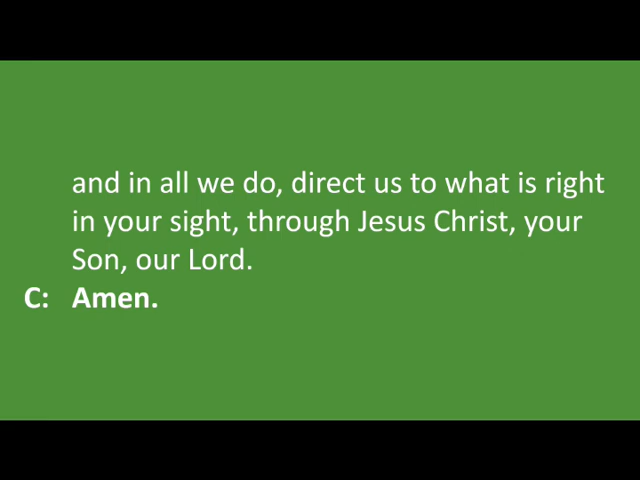 and in all we do, direct us to what is right
in your sight, through Jesus Christ, your
Son, our Lord.
C: Amen.